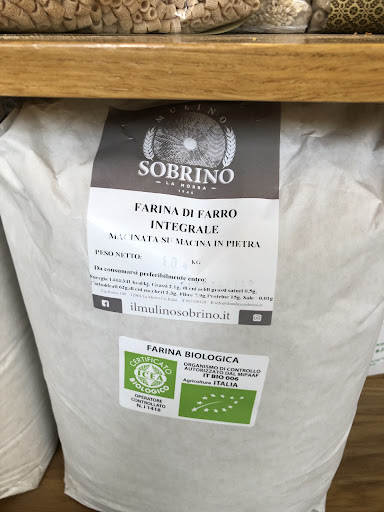 MULINO
SOBRINO
LA MORRA
FARINA DI FARRO
INTEGRALE
MACINATA SU MACINA IN PIETRA
PESO NETTO: KG
Da consumarsi preferibilmente entro:
ilmulinosobrino.it
FARINA BIOLOGICA
CERTIFICATO
ICEA
BIOLOGICO
OPERATORE
CONTROLLATO
N. I 1418
ORGANISMO DI CONTROLLO
AUTORIZZATO DAL MIPAAF
IT BIO 006
Agricoltura ITALIA